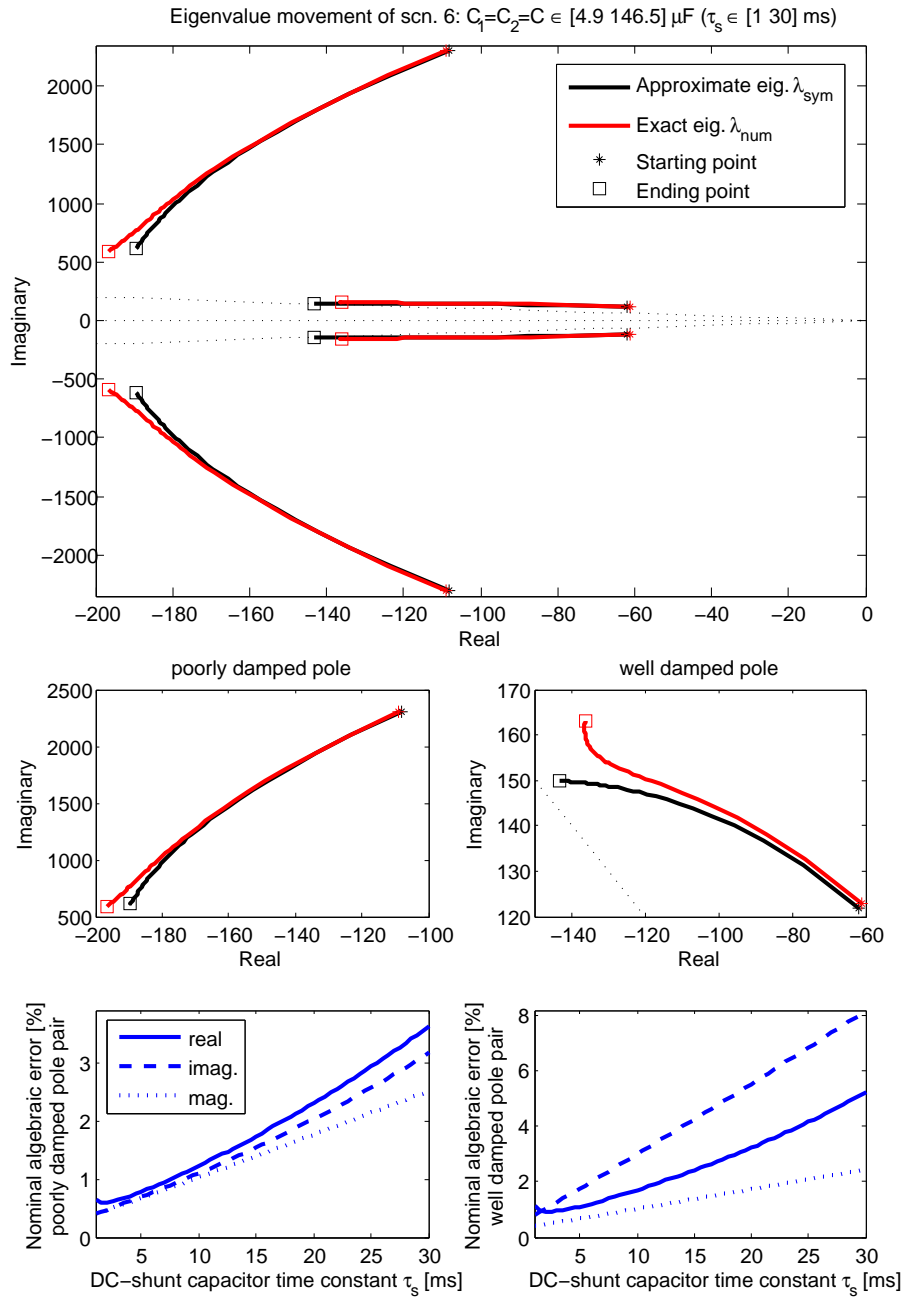 Eigenvalue movement of scn. 6: C1=C2=C ∈ [4.9 146.5] μF (τs ∈ [1 30] ms)
2000
1500
1000
500
0
−500
−1000
−1500
−2000
Imaginary
−200 −180 −160 −140 −120 −100 −80 −60 −40 −20 0
Real
Approximate eig. λsym
Exact eig. λnum
Starting point
Ending point
poorly damped pole
2500
2000
1500
1000
500
Imaginary
−200 −180 −160 −140 −120 −100
Real
well damped pole
170
160
150
140
130
120
Imaginary
−140 −120 −100 −80 −60
Real
Nominal algebraic error [%]
poorly damped pole pair
3
2
1
0
real
imag.
mag.
5 10 15 20 25 30
DC−shunt capacitor time constant τs [ms]
Nominal algebraic error [%]
well damped pole pair
8
6
4
2
0
5 10 15 20 25 30
DC−shunt capacitor time constant τs [ms]